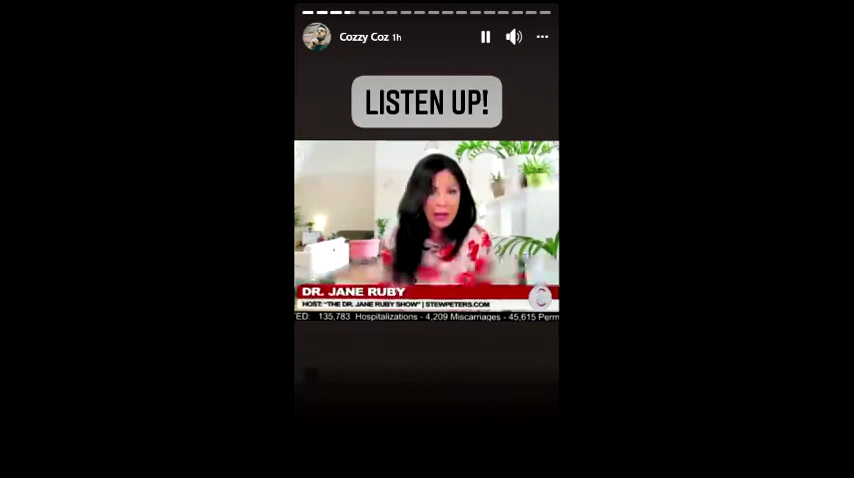 Cozzy Coz 1h
LISTEN UP!
DR. JANE RUBY
HOST: "THE DR. JANE RUBY SHOW" | STEWPETERS.COM
ED: 135,783 Hospitalizations - 4,209 Miscarriages - 45,615 Perm